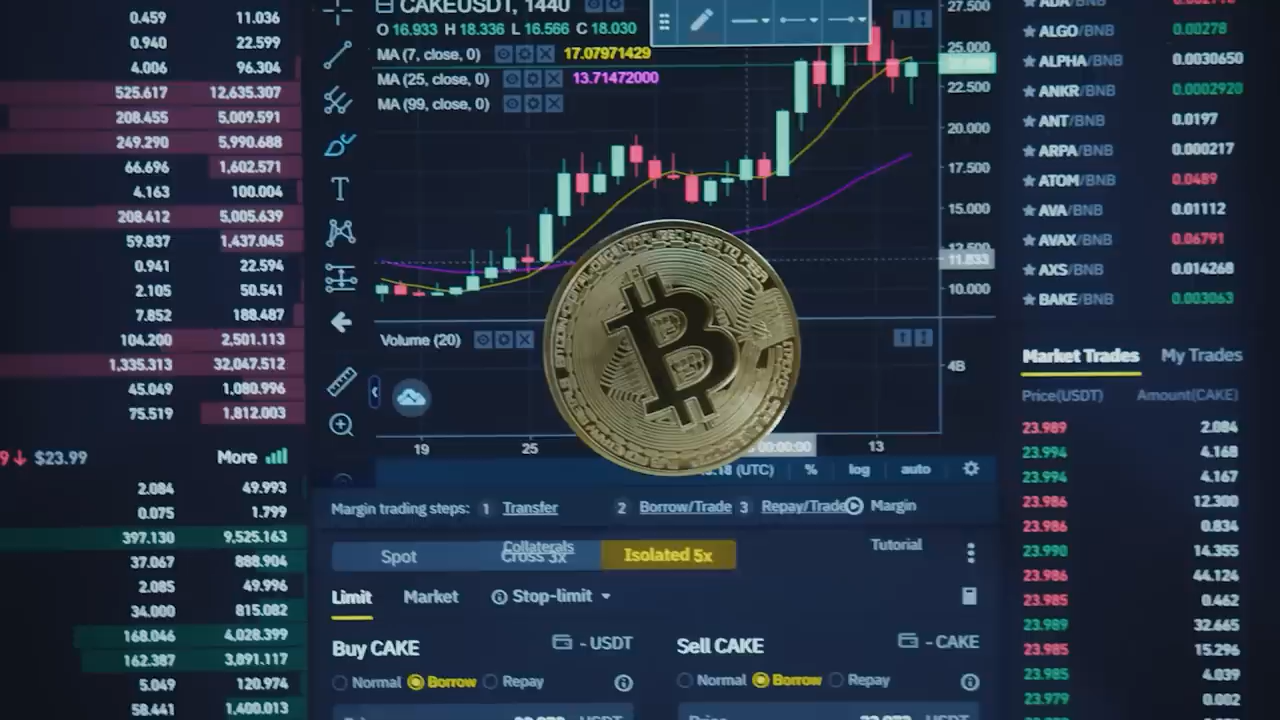 0.459 11.036
0.940 22.599
4.006 96.304
525.617 12,635.307
208.455 5,009.591
249.290 5,990.688
66.696 1,602.571
4.163 100.004
208.412 5,005.639
59.837 1,437.045
0.941 22.594
2.105 50.541
7.852 188.487
104.200 2,501.113
1,335.313 32,047.512
45.049 1,080.996
75.519 1,812.003
9↓ $23.99 More
2.084 49.993
0.075 1.799
397.130 9,525.163
37.067 888.904
2.085 49.996
34.000 815.082
168.046 4,028.399
162.387 3,891.117
5.049 120.974
58.441 1,400.013
CAKEUSDT, 1440
O 16.933 H 18.336 L 16.566 C 18.030
MA (7, close, 0) 17.07971429
MA (25, close, 0) 13.71472000
MA (99, close, 0)
T
27.500
25.000
22.500
20.000
17.500
15.000
12.500
11.833
10.000
Volume (20)
4B
19 25 00:00:00 13
(UTC) % log auto
Margin trading steps: 1 Transfer 2 Borrow/Trade 3 Repay/Trade Margin
Collaterals Tutorial
Spot Cross 3x Isolated 5x
Limit Market Stop-limit
Buy CAKE - USDT Sell CAKE - CAKE
Normal Borrow Repay Normal Borrow Repay
Price USDT Price USDT
B
ADA/BNB
ALGO/BNB 0.00278
ALPHA/BNB 0.0030650
ANKR/BNB 0.0002920
ANT/BNB 0.0197
ARPA/BNB 0.000217
ATOM/BNB 0.0489
AVA/BNB 0.01112
AVAX/BNB 0.06791
AXS/BNB 0.014268
BAKE/BNB 0.003063
Market Trades My Trades
Price(USDT) Amount(CAKE)
23.989 2.084
23.994 4.168
23.994 4.167
23.986 12.300
23.986 0.834
23.990 14.355
23.986 44.124
23.985 0.462
23.989 32.665
23.985 15.296
23.985 4.039
23.979 0.002